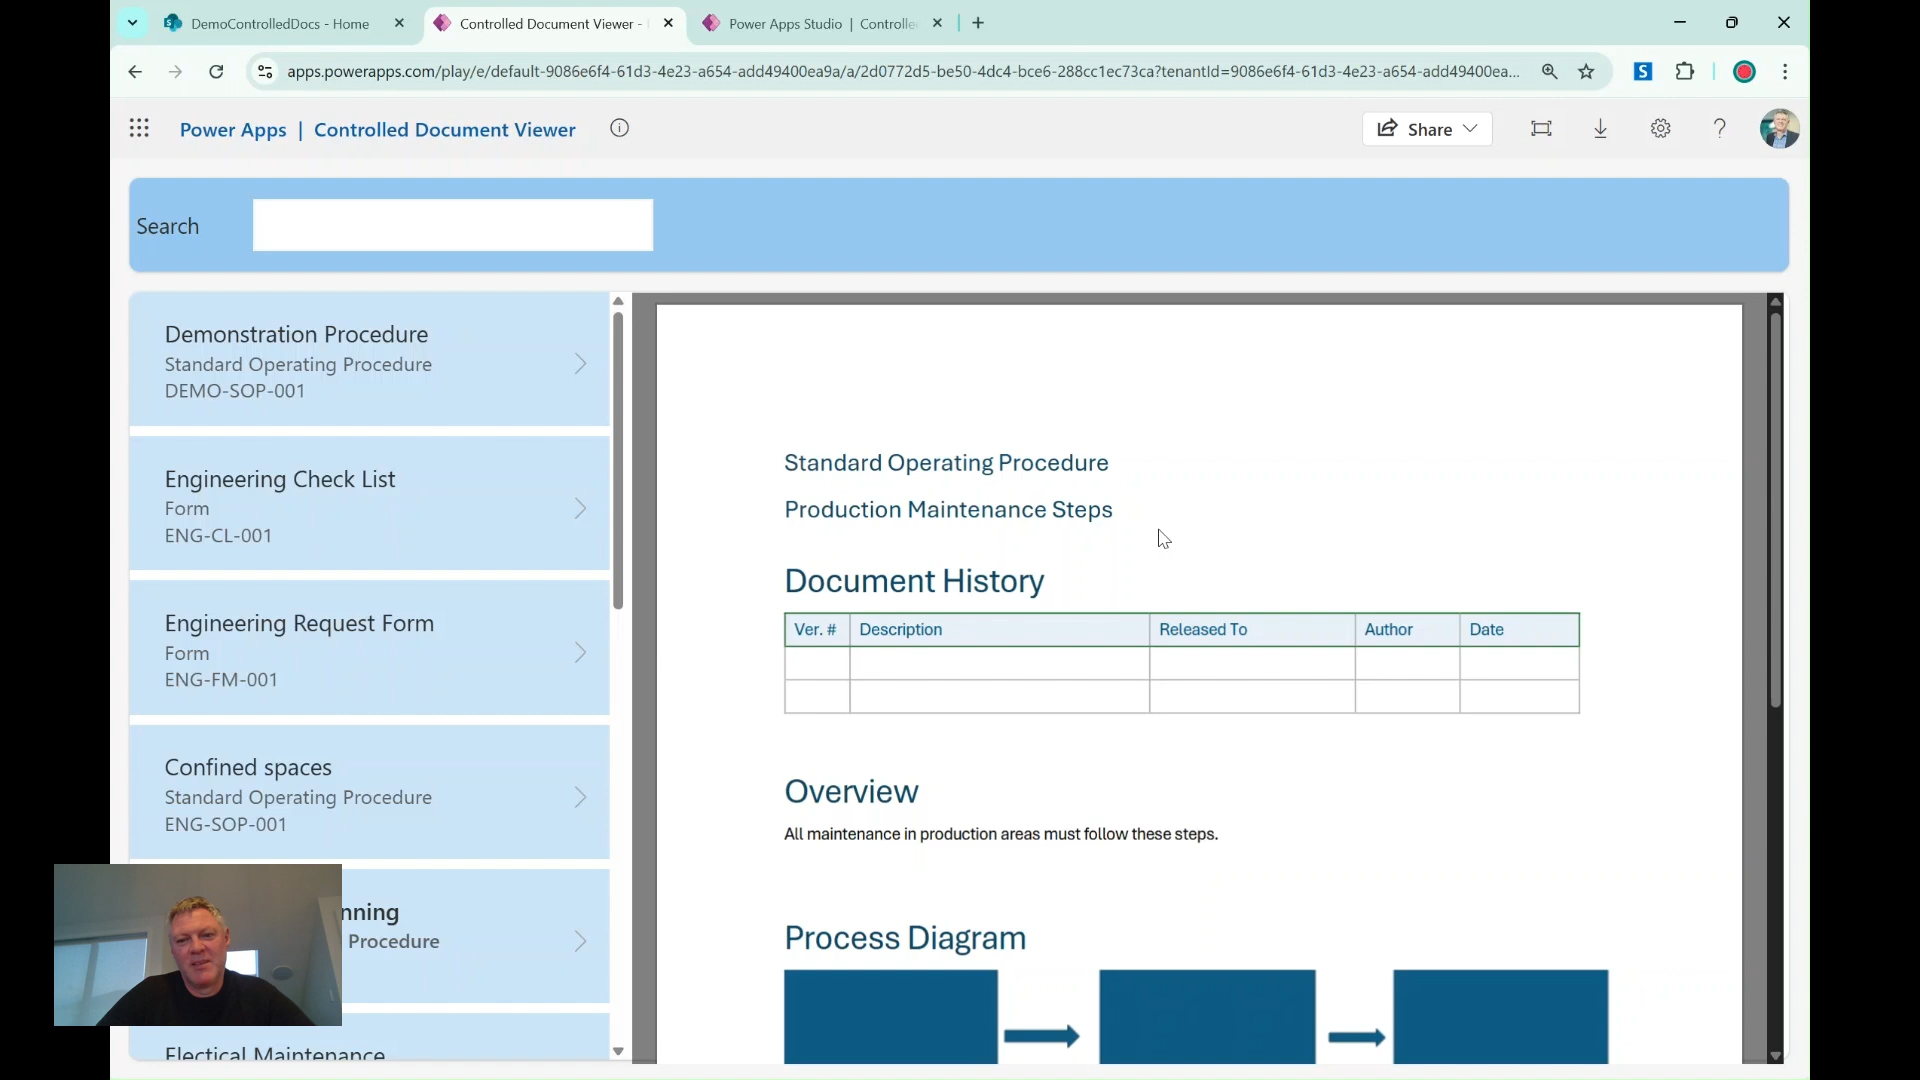 DemoControlledDocs - Home
Controlled Document Viewer -
Power Apps Studio | Controlle
apps.powerapps.com/play/e/default-9086e6f4-61d3-4e23-a654-add49400ea9a/a/2d0772d5-be50-4dc4-bce6-288cc1ec73ca?tenantId=9086e6f4-61d3-4e23-a654-add49400ea...
S
Power Apps | Controlled Document Viewer
Share
Search
Demonstration Procedure
Standard Operating Procedure
DEMO-SOP-001
Engineering Check List
Form
ENG-CL-001
Engineering Request Form
Form
ENG-FM-001
Confined spaces
Standard Operating Procedure
ENG-SOP-001
nning
Procedure
Flectical Maintenance
Standard Operating Procedure
Production Maintenance Steps
Document History
Ver. # Description Released To Author Date
Overview
All maintenance in production areas must follow these steps.
Process Diagram